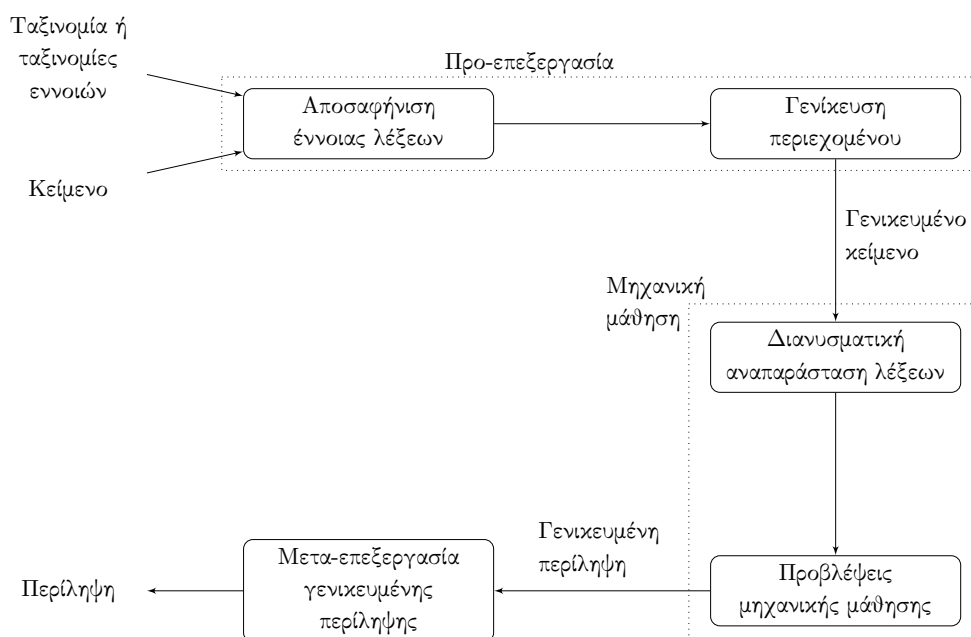 Ταξινομία ή
ταξινομίες
εννοιών
Προ-επεξεργασία
Αποσαφήνιση
έννοιας λέξεων
Γενίκευση
περιεχομένου
Κείμενο
Γενικευμένο
κείμενο
Μηχανική
μάθηση
Διανυσματική
αναπαράσταση λέξεων
Γενικευμένη
περίληψη
Περίληψη
Μετα-επεξεργασία
γενικευμένης
περίληψης
Προβλέψεις
μηχανικής μάθησης